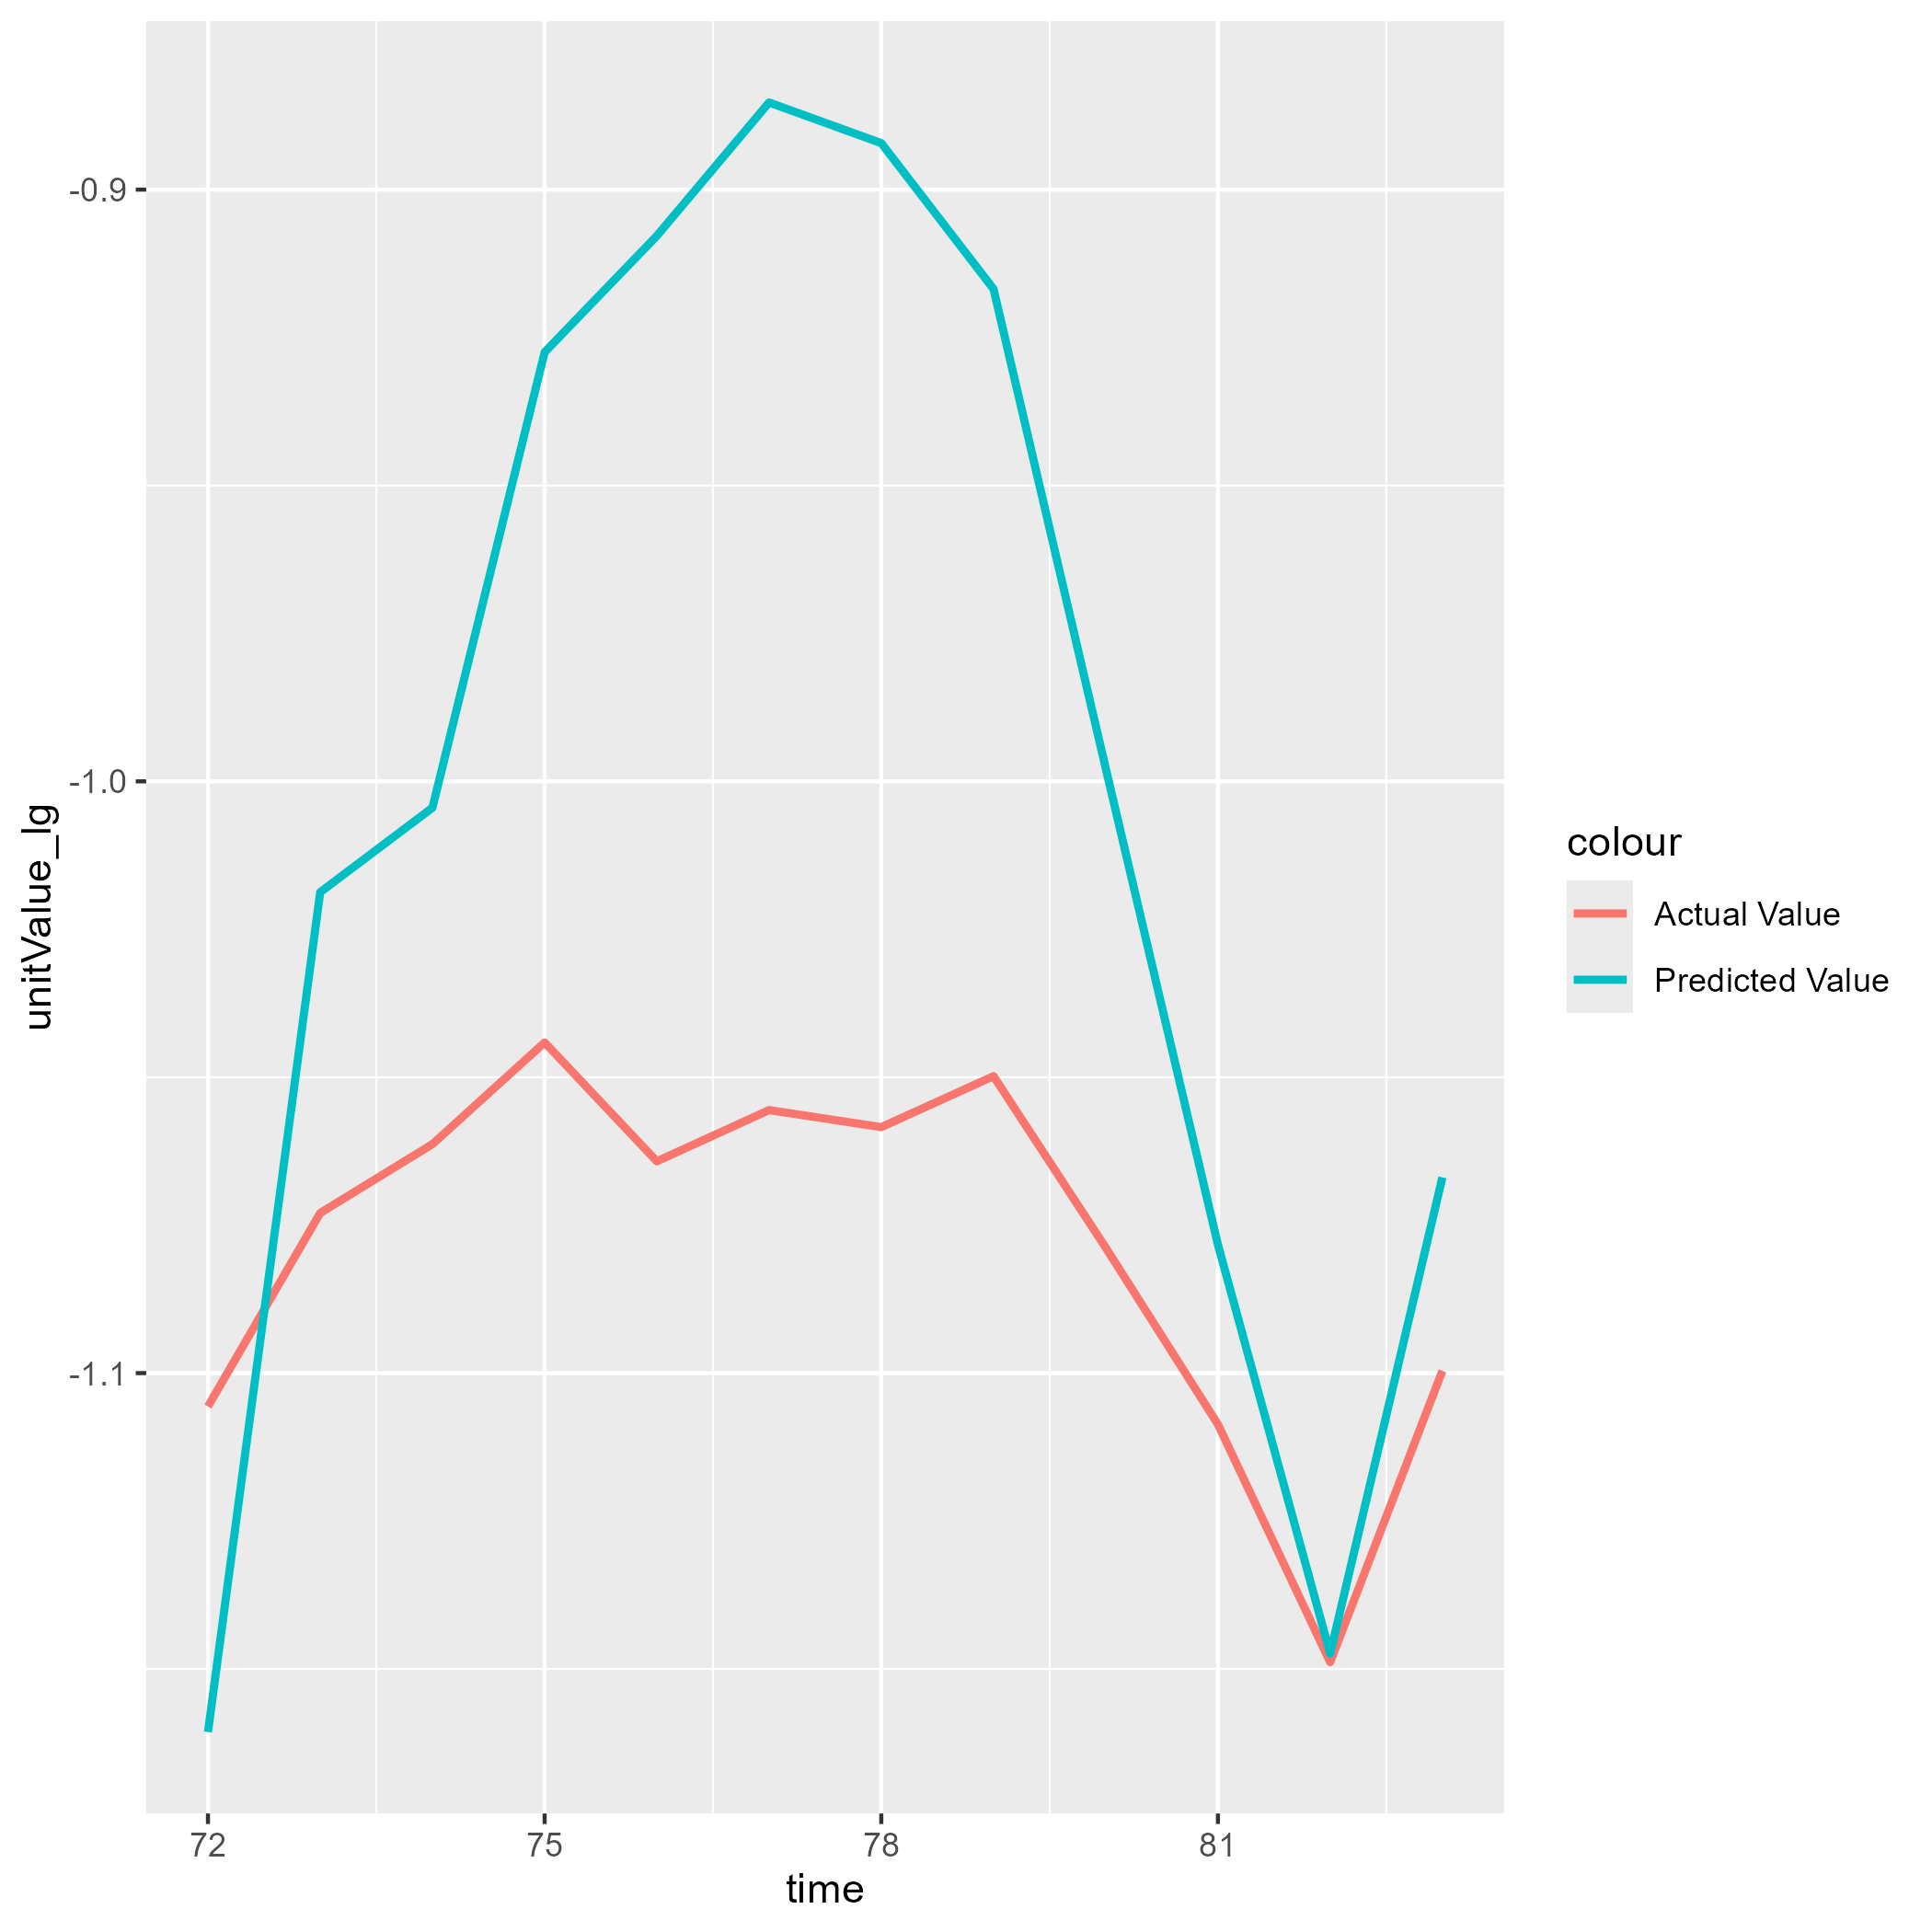 unitValue_lg
-0.9
-1.0
-1.1
72 75 78 81
time
colour
Actual Value
Predicted Value